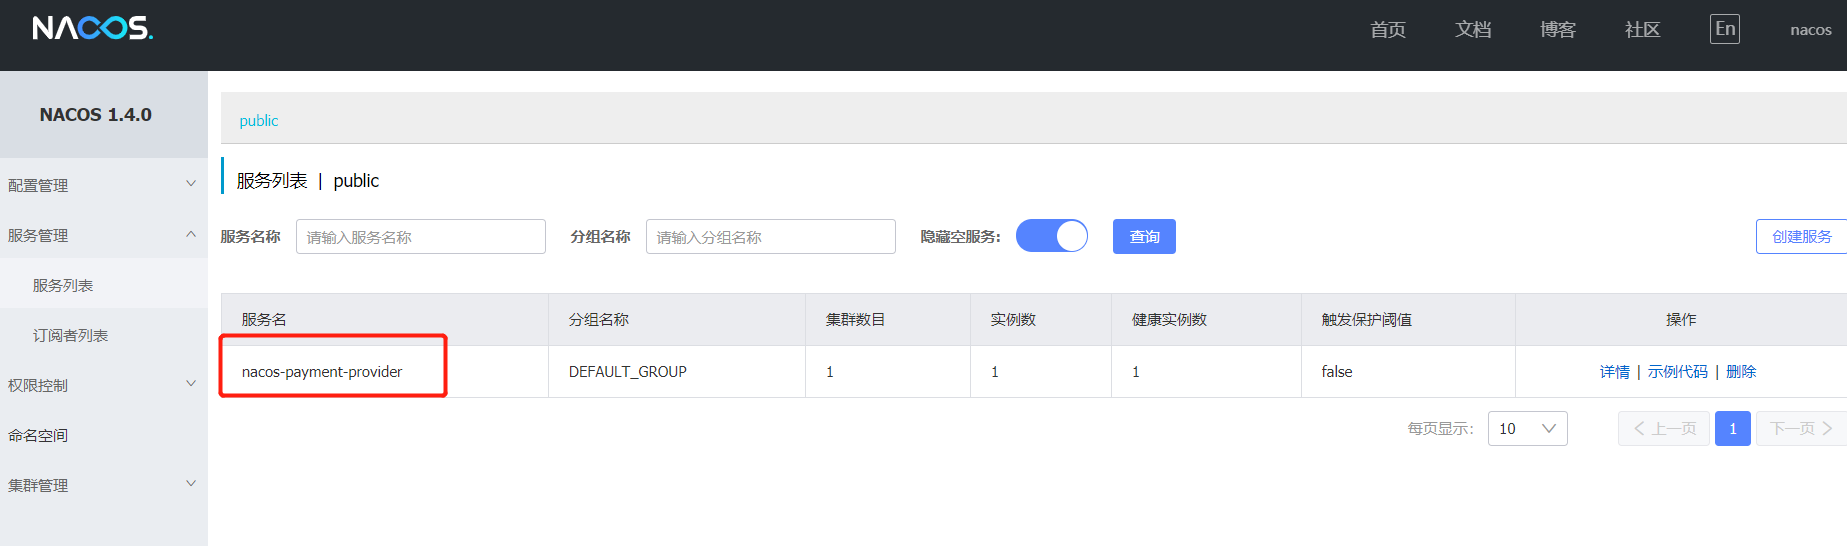 NACOS.
首页 文档 博客 社区 En nacos
NACOS 1.4.0
配置管理
服务管理
服务列表
订阅者列表
权限控制
命名空间
集群管理
public
服务列表 | public
服务名称 请输入服务名称 分组名称 请输入分组名称 隐藏空服务: 查询 创建服务
服务名 分组名称 集群数目 实例数 健康实例数 触发保护阈值 操作
nacos-payment-provider DEFAULT_GROUP 1 1 1 false 详情 | 示例代码 | 删除
每页显示: 10 上一页 1 下一页